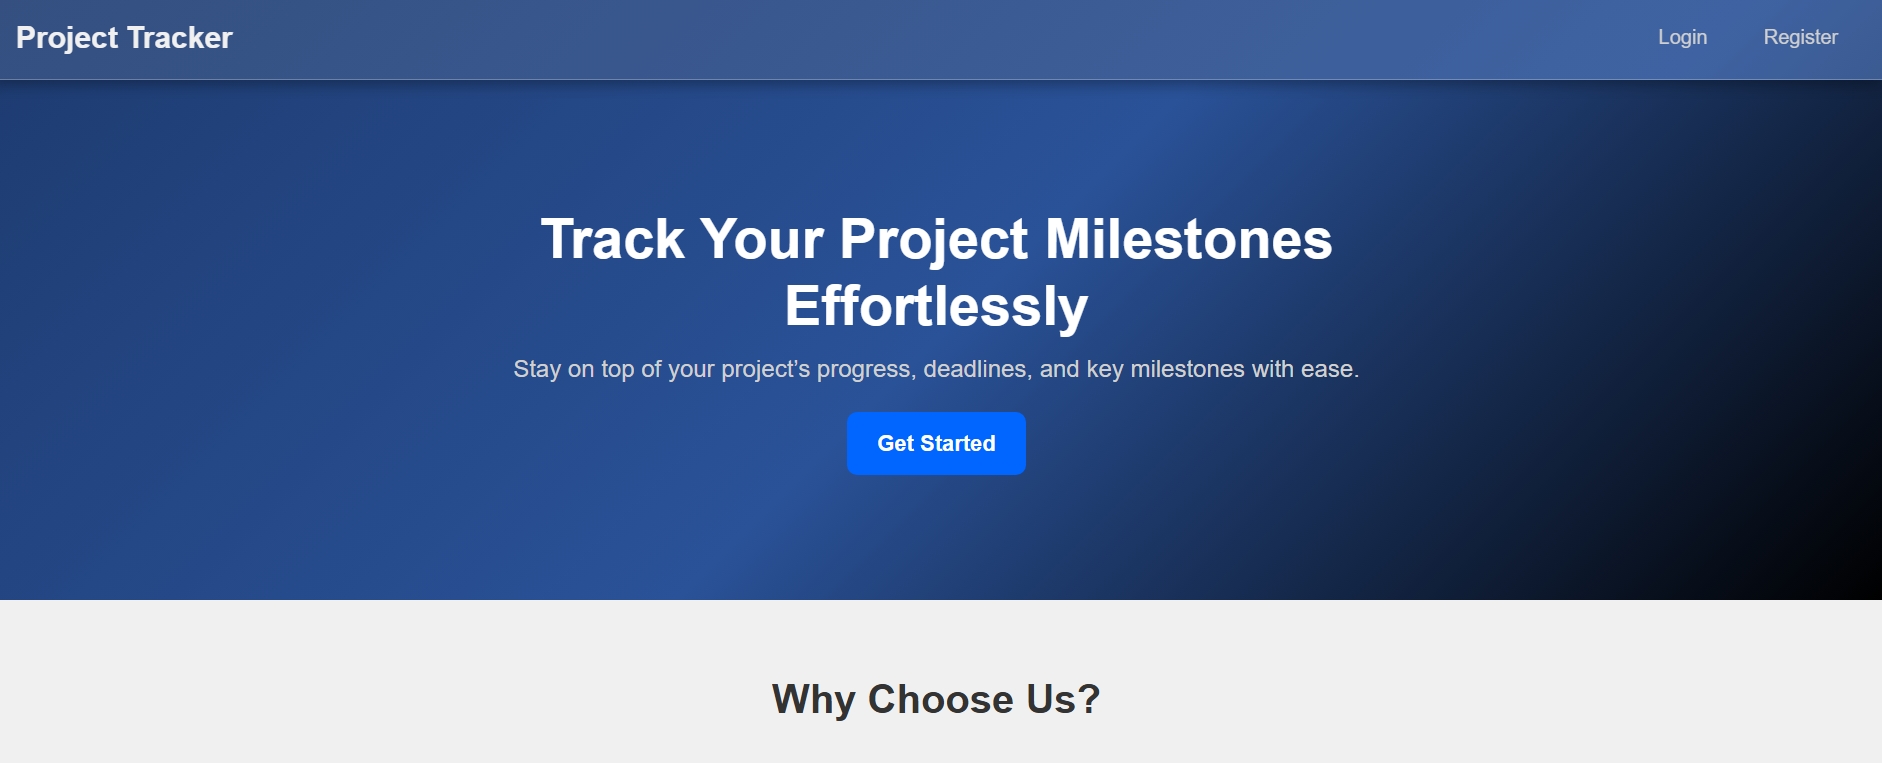 Project Tracker
Login
Register
Track Your Project Milestones
Effortlessly
Stay on top of your project’s progress, deadlines, and key milestones with ease.
Get Started
Why Choose Us?